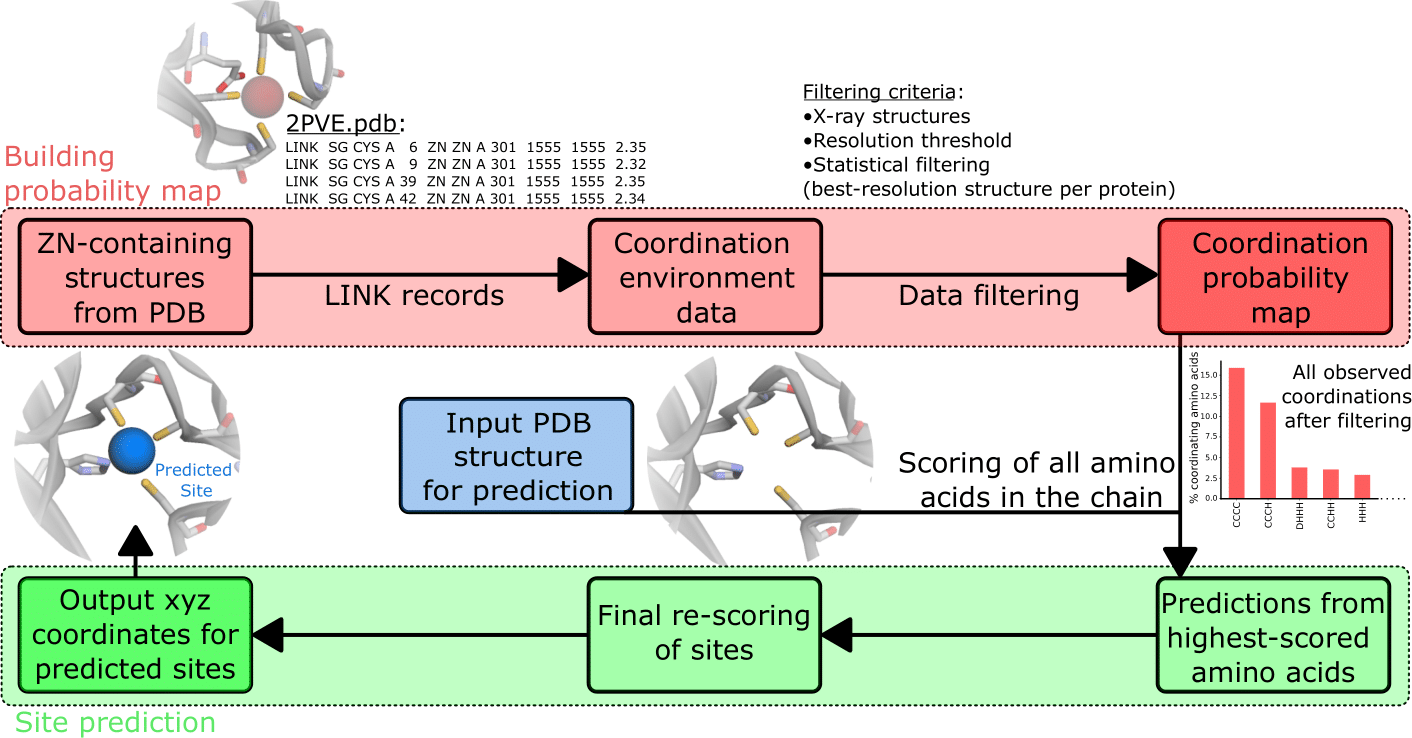 2PVE.pdb:
LINK SG CYS A 6 ZN ZN A 301 1555 1555 2.35
LINK SG CYS A 9 ZN ZN A 301 1555 1555 2.32
LINK SG CYS A 39 ZN ZN A 301 1555 1555 2.35
LINK SG CYS A 42 ZN ZN A 301 1555 1555 2.34
Filtering criteria:
•X-ray structures
•Resolution threshold
•Statistical filtering
(best-resolution structure per protein)
Building
probability map
ZN-containing
structures
from PDB
LINK records
Coordination
environment
data
Data filtering
Coordination
probability
map
% coordinating amino acids
15.0
12.5
10.0
7.5
5.0
2.5
0.0
CCCC
CCCH
DHHH
CCHH
HHH
All observed
coordinations
after filtering
Input PDB
structure
for prediction
Scoring of all amino
acids in the chain
Predicted
Site
Predictions from
highest-scored
amino acids
Final re-scoring
of sites
Output xyz
coordinates for
predicted sites
Site prediction